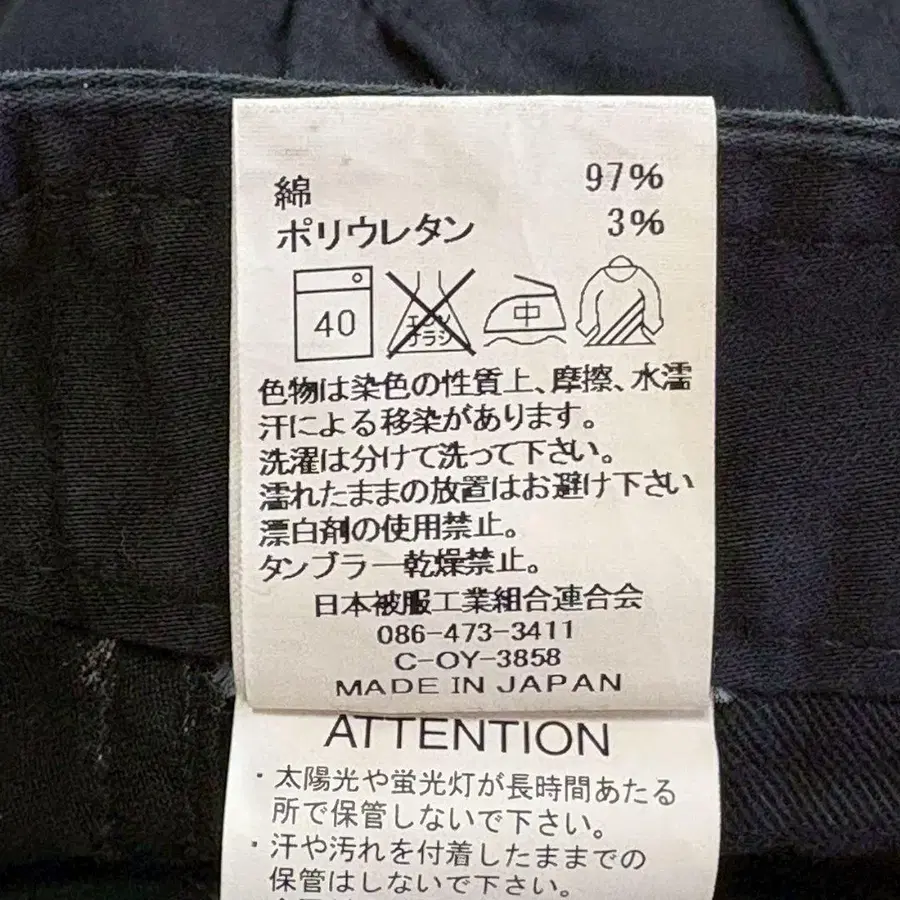 綿 97%
ポリウレタン 3%
40 エンソ ナラシ 中
色物は染色の性質上、摩擦、水濡
汗による移染があります。
洗濯は分けて洗って下さい。
濡れたままの放置はお避け下さい
漂白剤の使用禁止。
タンブラー乾燥禁止。
日本被服工業組合連合会
086-473-3411
C-OY-3858
MADE IN JAPAN
ATTENTION
・太陽光や蛍光灯が長時間あたる
所で保管しないで下さい。
・汗や汚れを付着したままでの
保管はしないで下さい。